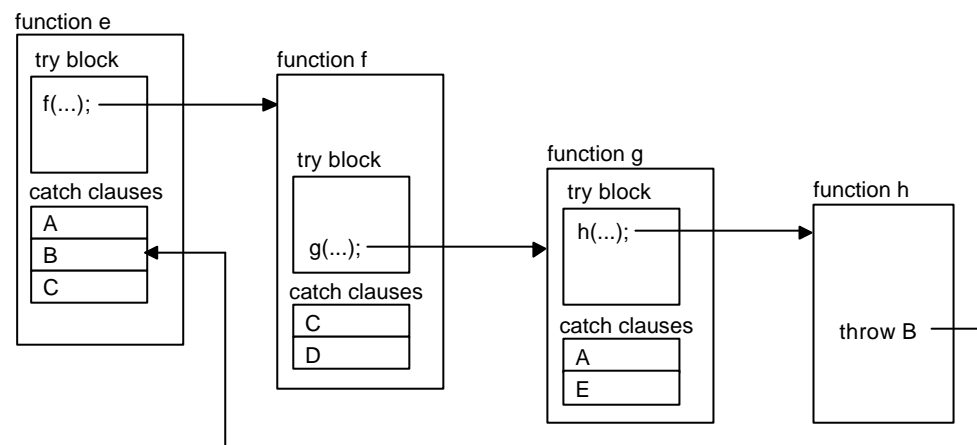 function e
try block
f(...);
catch clauses
A
B
C
function f
try block
g(...);
catch clauses
C
D
function g
try block
h(...);
catch clauses
A
E
function h
throw B